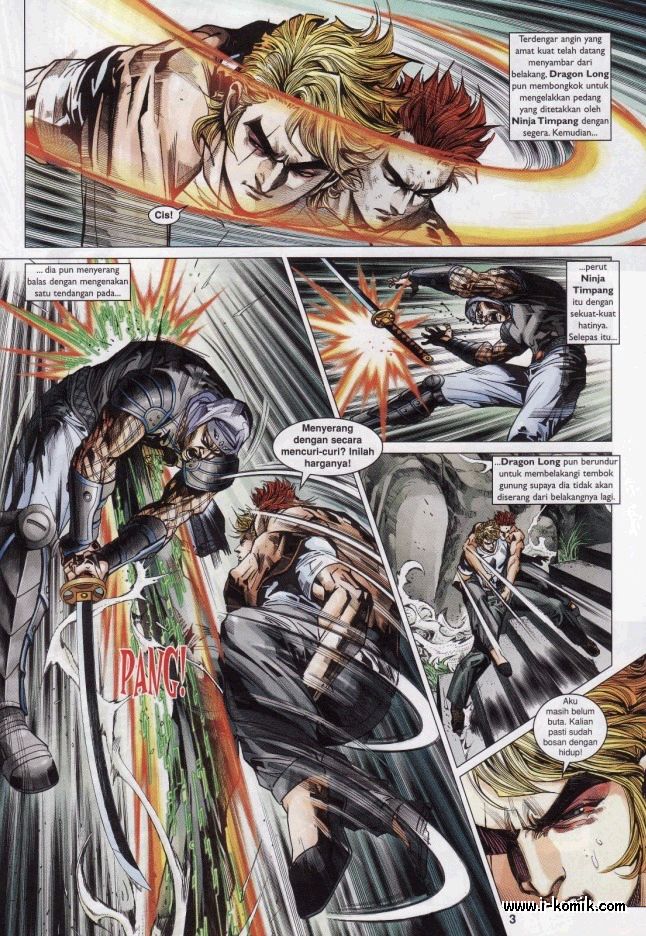 Terdengar angin yang
amat kuat telah datang
menyambar dari
belakang, Dragon Long
pun membongkok untuk
mengelakkan pedang
yang ditetakkan oleh
Ninja Timpang dengan
segera. Kemudian...
Cis!
... dia pun menyerang
balas dengan mengenakan
satu tendangan pada...
...perut
Ninja
Timpang
itu dengan
sekuat-kuat
hatinya.
Selepas itu...
Menyerang
dengan secara
mencuri-curi? Inilah
harganya!
...Dragon Long pun berundur
untuk membelakangi tembok
gunung supaya dia tidak akan
diserang dari belakangnya lagi.
PANG!
Aku
masih belum
buta. Kalian
pasti sudah
bosan dengan
hidup!
www.i-komik.com
3